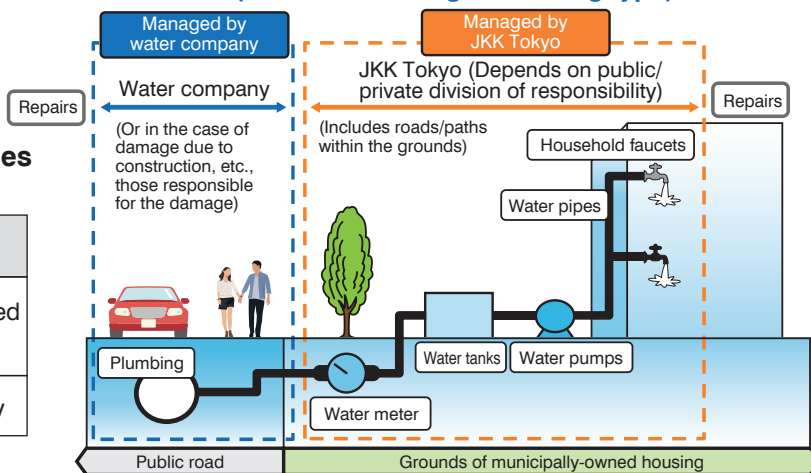 Managed by
water company
Managed by
JKK Tokyo
Repairs
Water company
JKK Tokyo (Depends on public/
private division of responsibility)
Repairs
(Or in the case of
damage due to
construction, etc.,
those responsible
for the damage)
(Includes roads/paths
within the grounds)
Household faucets
es
Water pipes
ed
y
Plumbing
Water tanks
Water pumps
Water meter
Public road
Grounds of municipally-owned housing